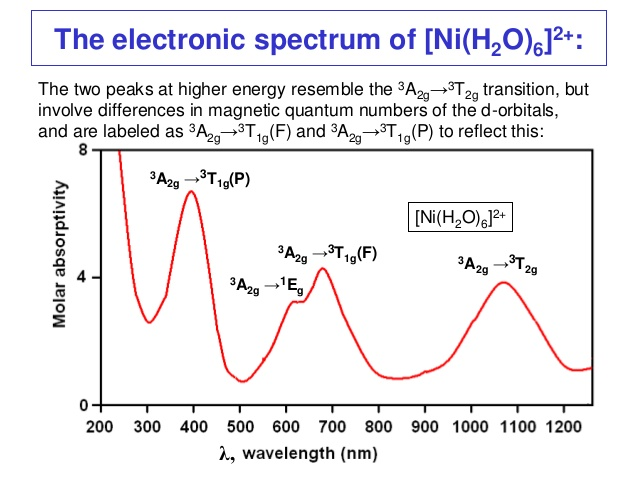 The electronic spectrum of [Ni(H₂O)₆]²⁺:
The two peaks at higher energy resemble the ³A₂g→³T₂g transition, but
involve differences in magnetic quantum numbers of the d-orbitals,
and are labeled as ³A₂g→³T₁g(F) and ³A₂g→³T₁g(P) to reflect this:
8
³A₂g →³T₁g(P)
[Ni(H₂O)₆]²⁺
³A₂g →³T₁g(F)
³A₂g →³T₂g
³A₂g →¹Eg
Molar absorptivity
4
0
200 300 400 500 600 700 800 900 1000 1100 1200
λ, wavelength (nm)